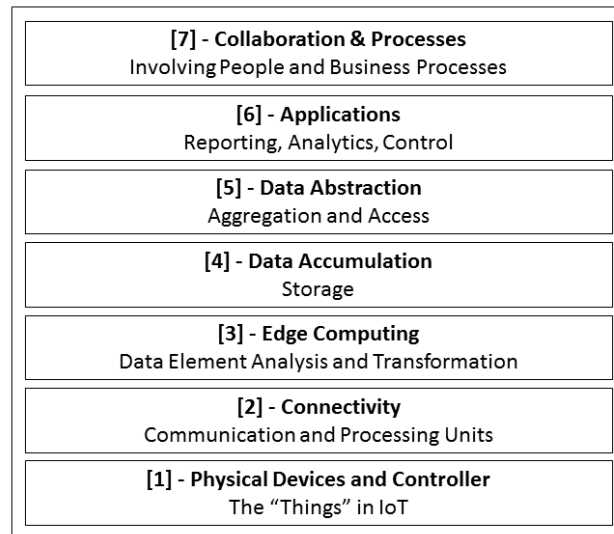 [7] - Collaboration & Processes
Involving People and Business Processes
[6] - Applications
Reporting, Analytics, Control
[5] - Data Abstraction
Aggregation and Access
[4] - Data Accumulation
Storage
[3] - Edge Computing
Data Element Analysis and Transformation
[2] - Connectivity
Communication and Processing Units
[1] - Physical Devices and Controller
The “Things” in IoT